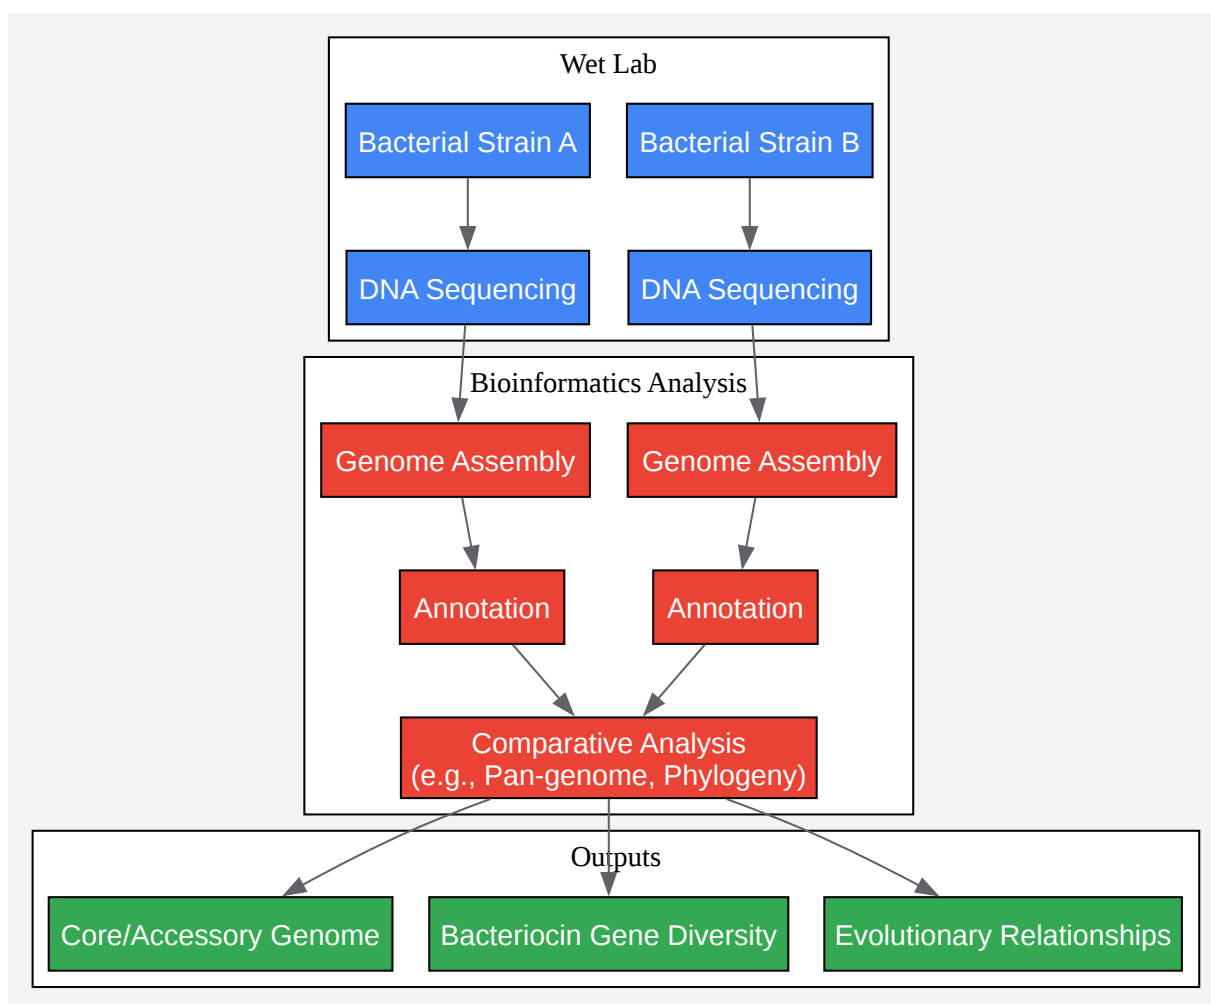 Wet Lab
Bacterial Strain A
Bacterial Strain B
DNA Sequencing
DNA Sequencing
Bioinformatics Analysis
Genome Assembly
Genome Assembly
Annotation
Annotation
Comparative Analysis
(e.g., Pan-genome, Phylogeny)
Outputs
Core/Accessory Genome
Bacteriocin Gene Diversity
Evolutionary Relationships